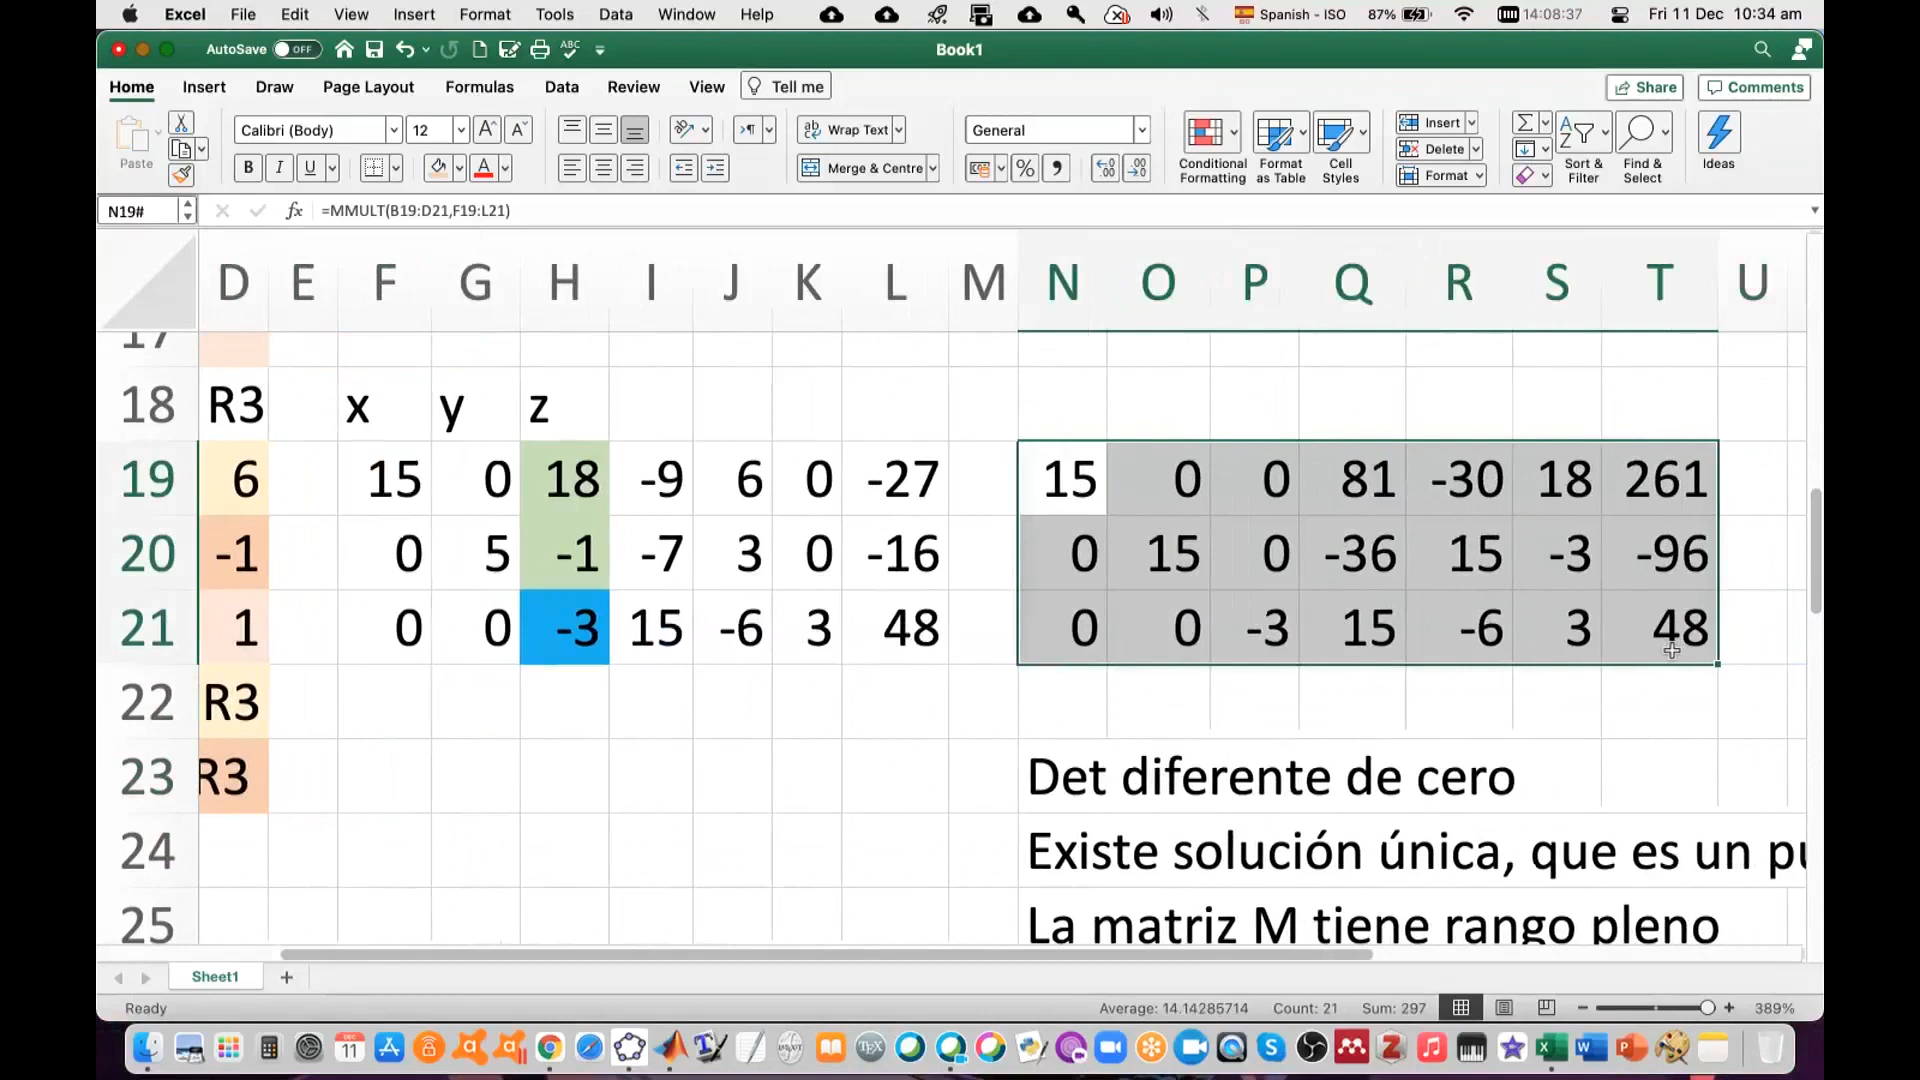 Excel File Edit View Insert Format Tools Data Window Help Spanish - ISO 87% 14:08:37 Fri 11 Dec 10:34 am
AutoSave OFF ABC Book1
Home Insert Draw Page Layout Formulas Data Review View Tell me Share Comments
Paste Calibri (Body) 12 A A Wrap Text General Conditional Formatting Format as Table Cell Styles Insert Sort & Filter Find & Select Ideas
B I U A Merge & Centre % Delete
Format
N19# fx =MMULT(B19:D21,F19:L21)
D E F G H I J K L M N O P Q R S T U
17
18 R3 x y z
19 6 15 0 18 -9 6 0 -27 15 0 0 81 -30 18 261
20 -1 0 5 -1 -7 3 0 -16 0 15 0 -36 15 -3 -96
21 1 0 0 -3 15 -6 3 48 0 0 -3 15 -6 3 48
22 R3
23 R3 Det diferente de cero
24 Existe solución única, que es un pu
25 La matriz M tiene rango pleno
Sheet1
Ready Average: 14.14285714 Count: 21 Sum: 297 389%